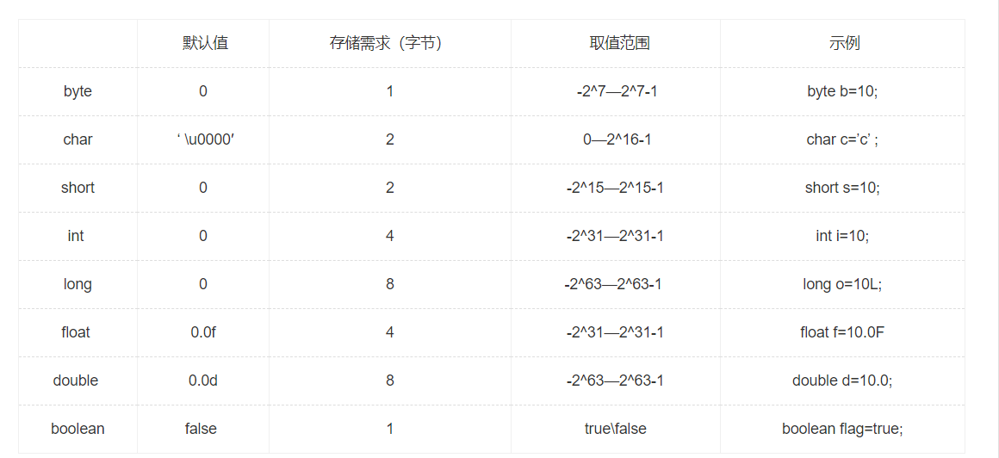 默认值 存储需求（字节） 取值范围 示例
byte 0 1 -2^7—2^7-1 byte b=10;
char ‘ \u0000′ 2 0—2^16-1 char c=’c’ ;
short 0 2 -2^15—2^15-1 short s=10;
int 0 4 -2^31—2^31-1 int i=10;
long 0 8 -2^63—2^63-1 long o=10L;
float 0.0f 4 -2^31—2^31-1 float f=10.0F
double 0.0d 8 -2^63—2^63-1 double d=10.0;
boolean false 1 true\false boolean flag=true;